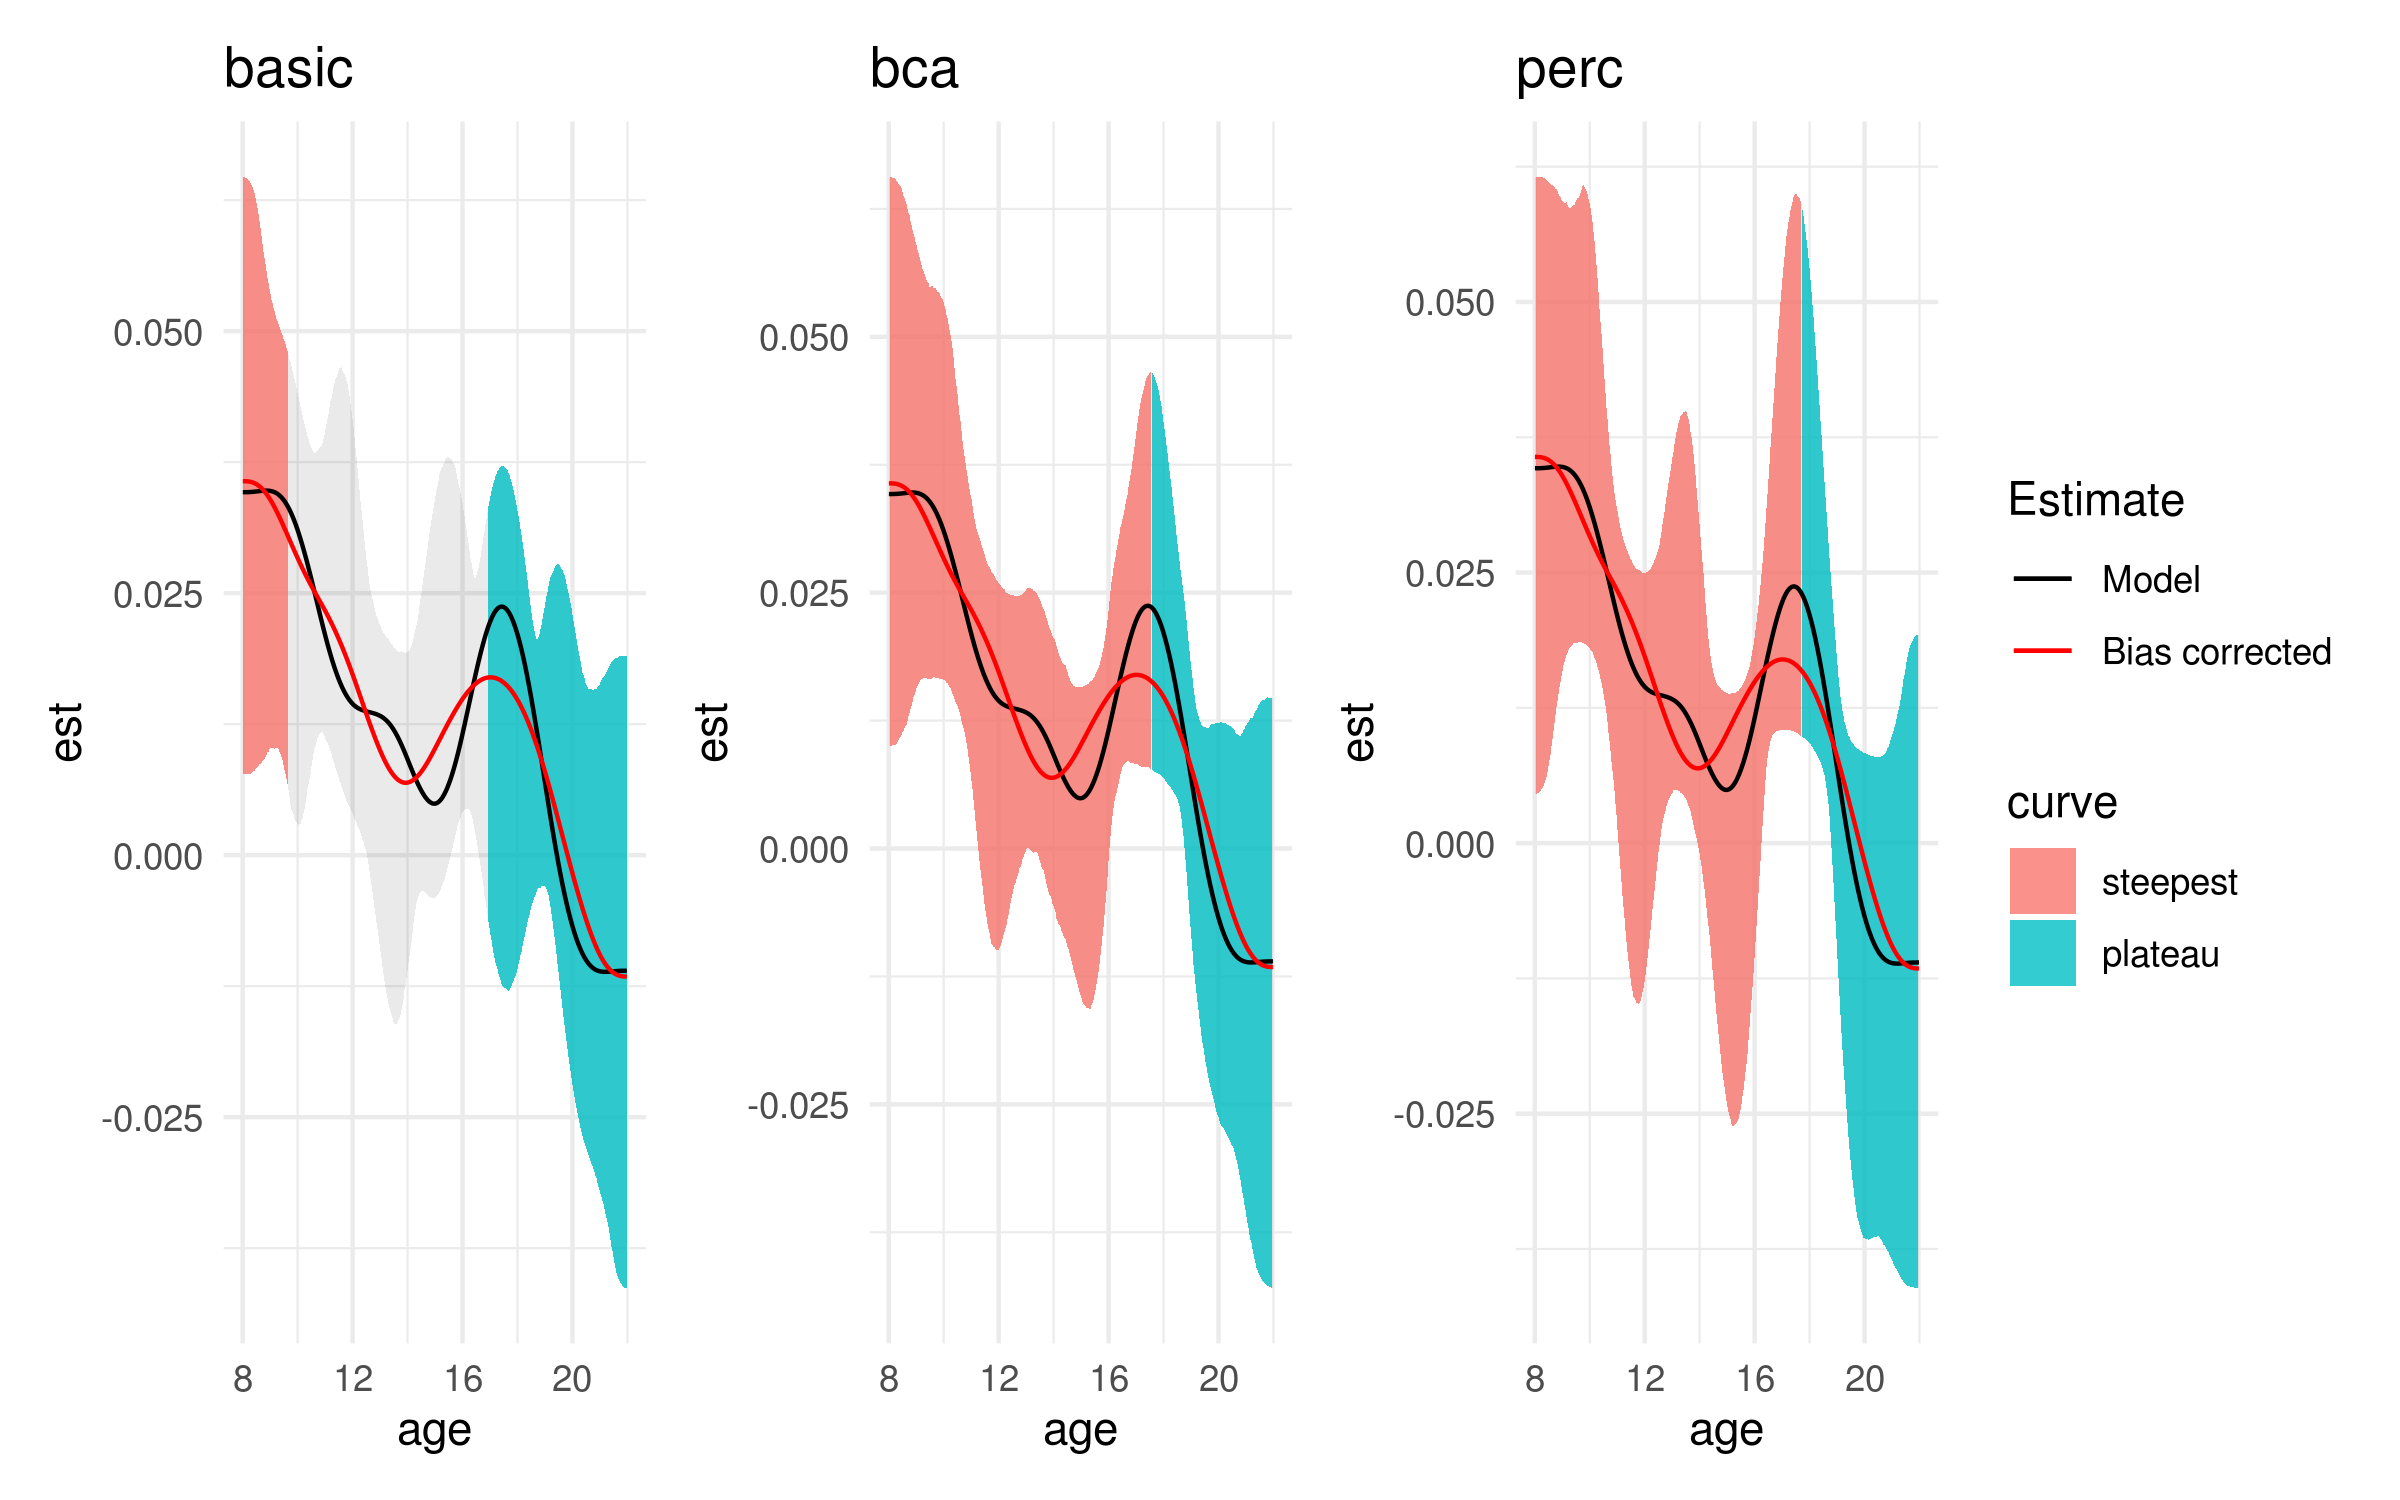 basic
bca
perc
est
0.050
0.025
0.000
-0.025
8 12 16 20
age
est
0.050
0.025
0.000
-0.025
8 12 16 20
age
est
0.050
0.025
0.000
-0.025
8 12 16 20
age
Estimate
Model
Bias corrected
curve
steepest
plateau